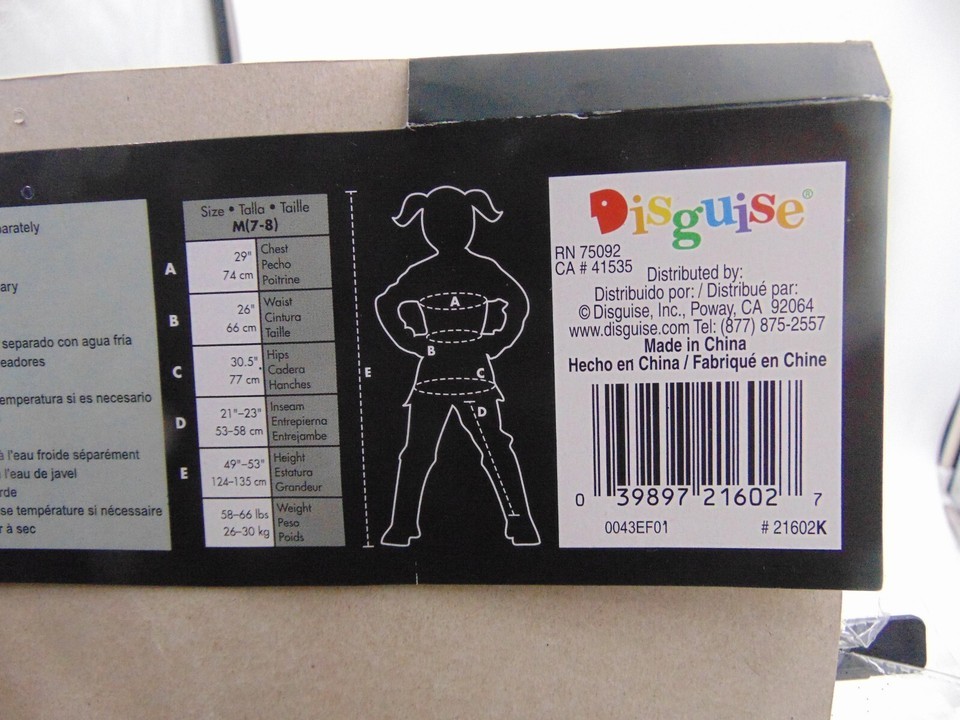 parately
ary
separado con agua fría
eadores
emperatura si es necesario
à l'eau froide séparément
l'eau de javel
rde
se température si nécessaire
r à sec
Size • Talla • Taille
M(7-8)
A
29"
74 cm
Chest
Pecho
Poitrine
B
26"
66 cm
Waist
Cintura
Taille
C
30.5"
77 cm
Hips
Cadera
Hanches
D
21"–23"
53–58 cm
Inseam
Entrepierna
Entrejambe
E
49"–53"
124–135 cm
Height
Estatura
Grandeur
58–66 lbs
26–30 kg
Weight
Peso
Poids
A
B
C
D
E
Disguise®
RN 75092
CA # 41535
Distributed by:
Distribuido por: / Distribué par:
© Disguise, Inc., Poway, CA 92064
www.disguise.com Tel: (877) 875-2557
Made in China
Hecho en China / Fabriqué en Chine
0 39897 21602 7
0043EF01 # 21602K